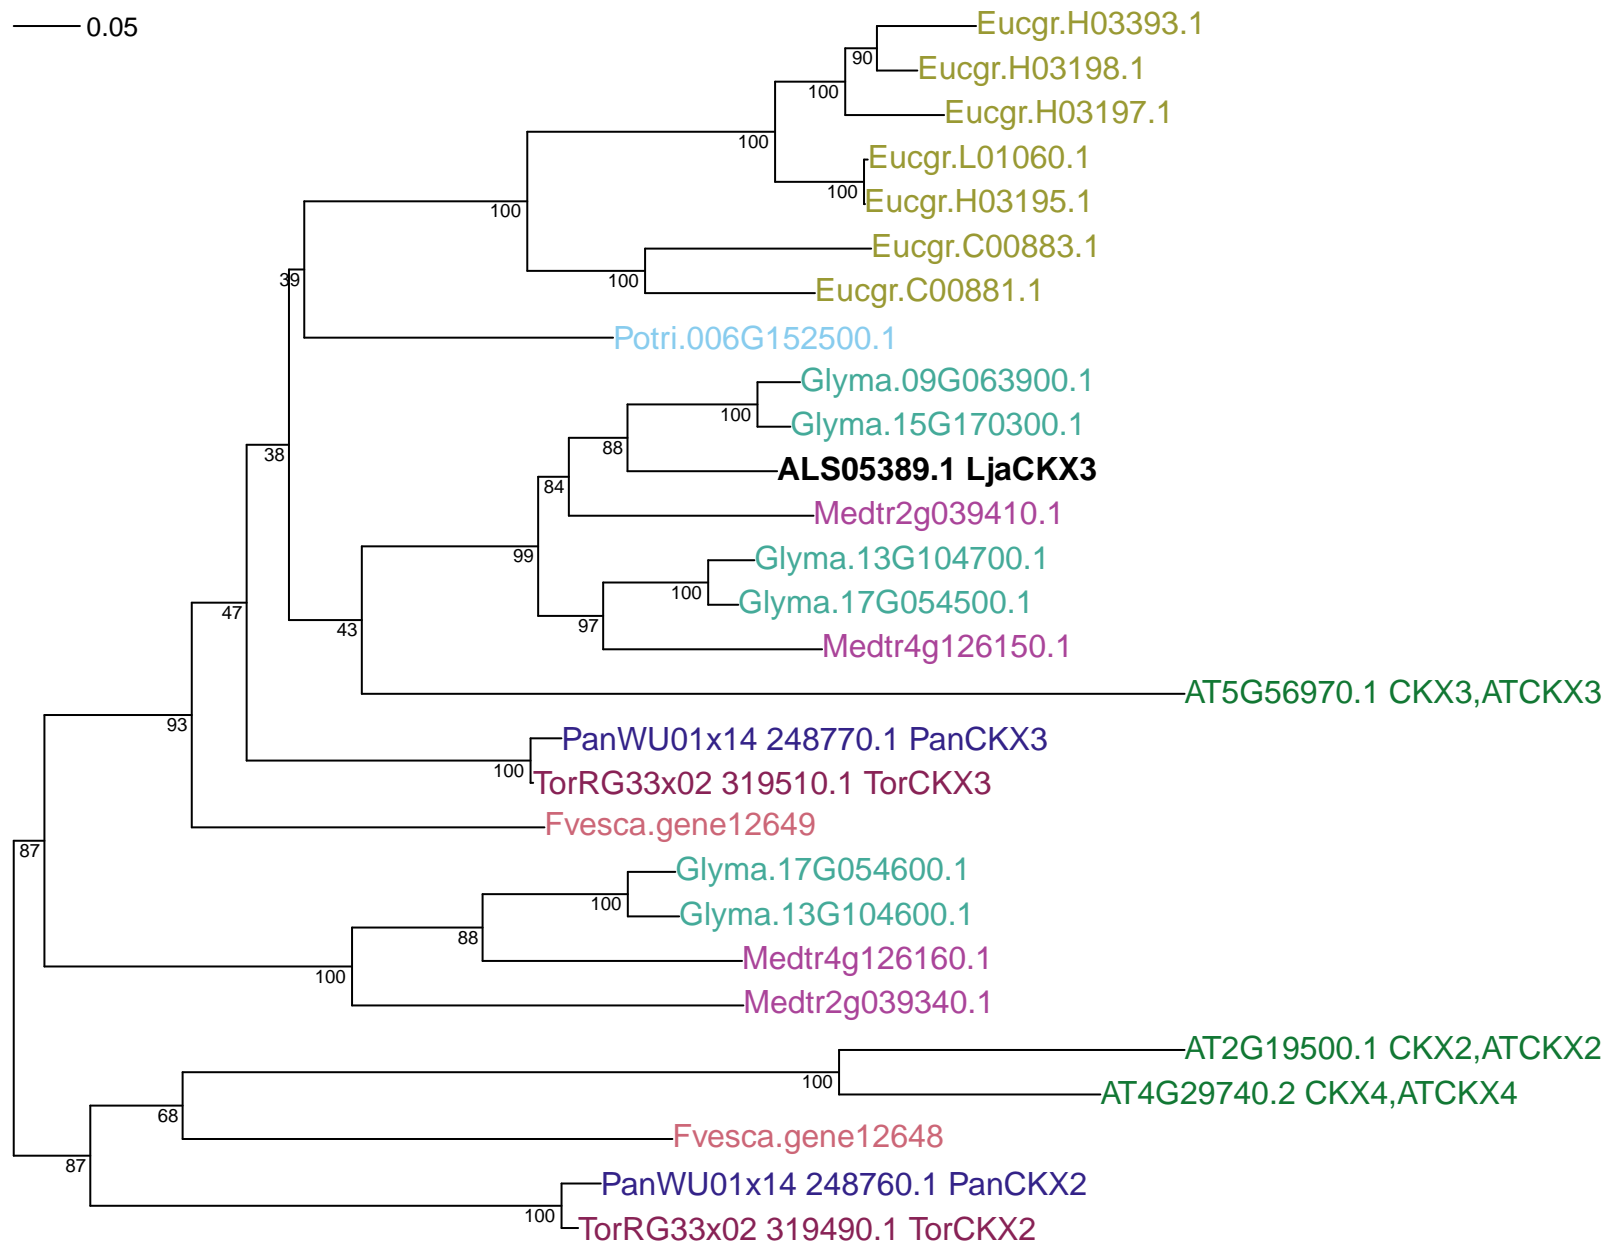 0.05
Eucgr.H03393.1
90
Eucgr.H03198.1
100
Eucgr.H03197.1
100
Eucgr.L01060.1
100
Eucgr.H03195.1
100
Eucgr.C00883.1
100
Eucgr.C00881.1
39
Potri.006G152500.1
Glyma.09G063900.1
100
Glyma.15G170300.1
88
38
ALS05389.1 LjaCKX3
84
Medtr2g039410.1
99
Glyma.13G104700.1
100
Glyma.17G054500.1
47
97
43
Medtr4g126150.1
AT5G56970.1 CKX3,ATCKX3
93
PanWU01x14 248770.1 PanCKX3
100
TorRG33x02 319510.1 TorCKX3
Fvesca.gene12649
87
Glyma.17G054600.1
100
Glyma.13G104600.1
88
Medtr4g126160.1
100
Medtr2g039340.1
AT2G19500.1 CKX2,ATCKX2
100
AT4G29740.2 CKX4,ATCKX4
68
Fvesca.gene12648
87
PanWU01x14 248760.1 PanCKX2
100
TorRG33x02 319490.1 TorCKX2